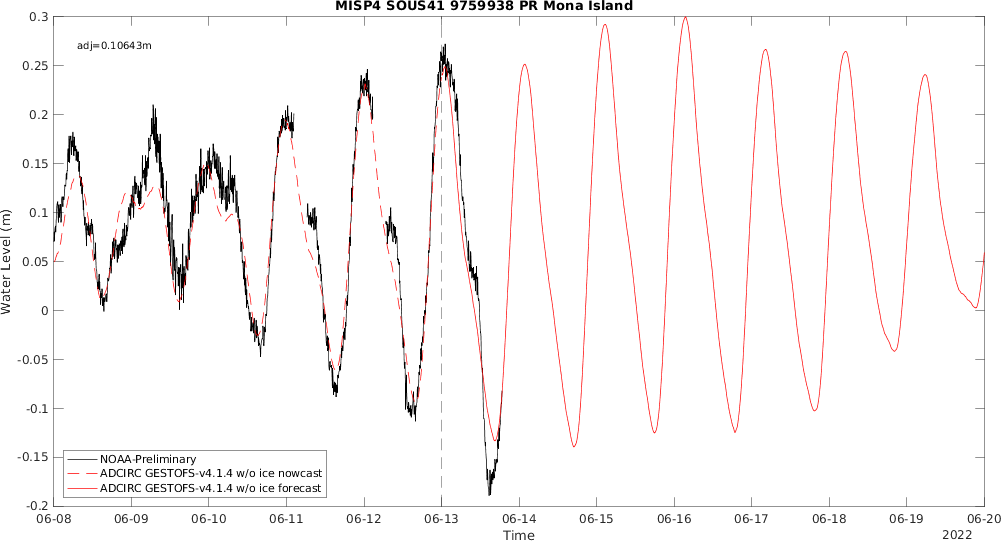 MISP4 SOUS41 9759938 PR Mona Island
adj=0.10643m
0.3
0.25
0.2
0.15
0.1
0.05
0
-0.05
-0.1
-0.15
-0.2
Water Level (m)
NOAA-Preliminary
ADCIRC GESTOFS-v4.1.4 w/o ice nowcast
ADCIRC GESTOFS-v4.1.4 w/o ice forecast
06-08 06-09 06-10 06-11 06-12 06-13 06-14 06-15 06-16 06-17 06-18 06-19 06-20
Time
2022